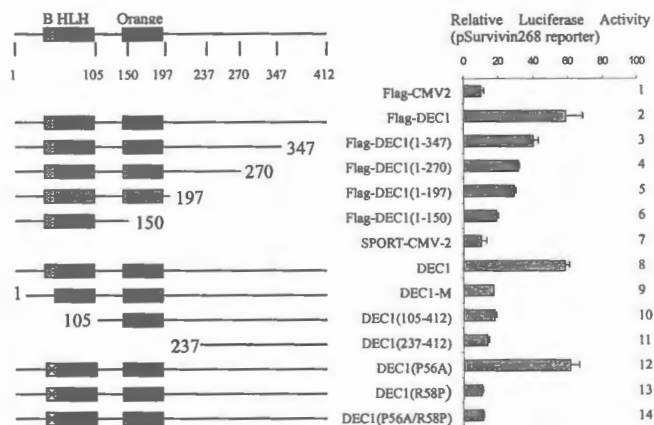 B HLH Orange
1 105 150 197 237 270 347 412
347
270
197
150
1
105
237
Relative Luciferase Activity
(pSurvivin268 reporter)
0 20 40 60 80 100
Flag-CMV2 1
Flag-DEC1 2
Flag-DEC1(1-347) 3
Flag-DEC1(1-270) 4
Flag-DEC1(1-197) 5
Flag-DEC1(1-150) 6
SPORT-CMV-2 7
DEC1 8
DEC1-M 9
DEC1(105-412) 10
DEC1(237-412) 11
DEC1(P56A) 12
DEC1(R58P) 13
DEC1(P56A/R58P) 14